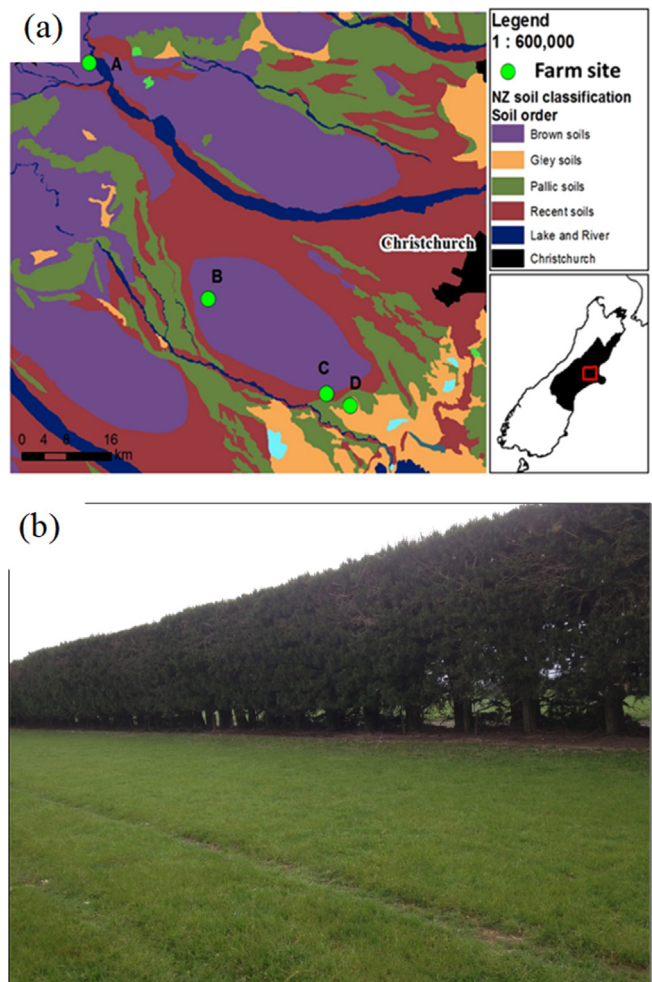 (a)
A
B
C
D
Christchurch
0 4 8 16
km
Legend
1 : 600,000
Farm site
NZ soil classification
Soil order
Brown soils
Gley soils
Pallic soils
Recent soils
Lake and River
Christchurch
(b)